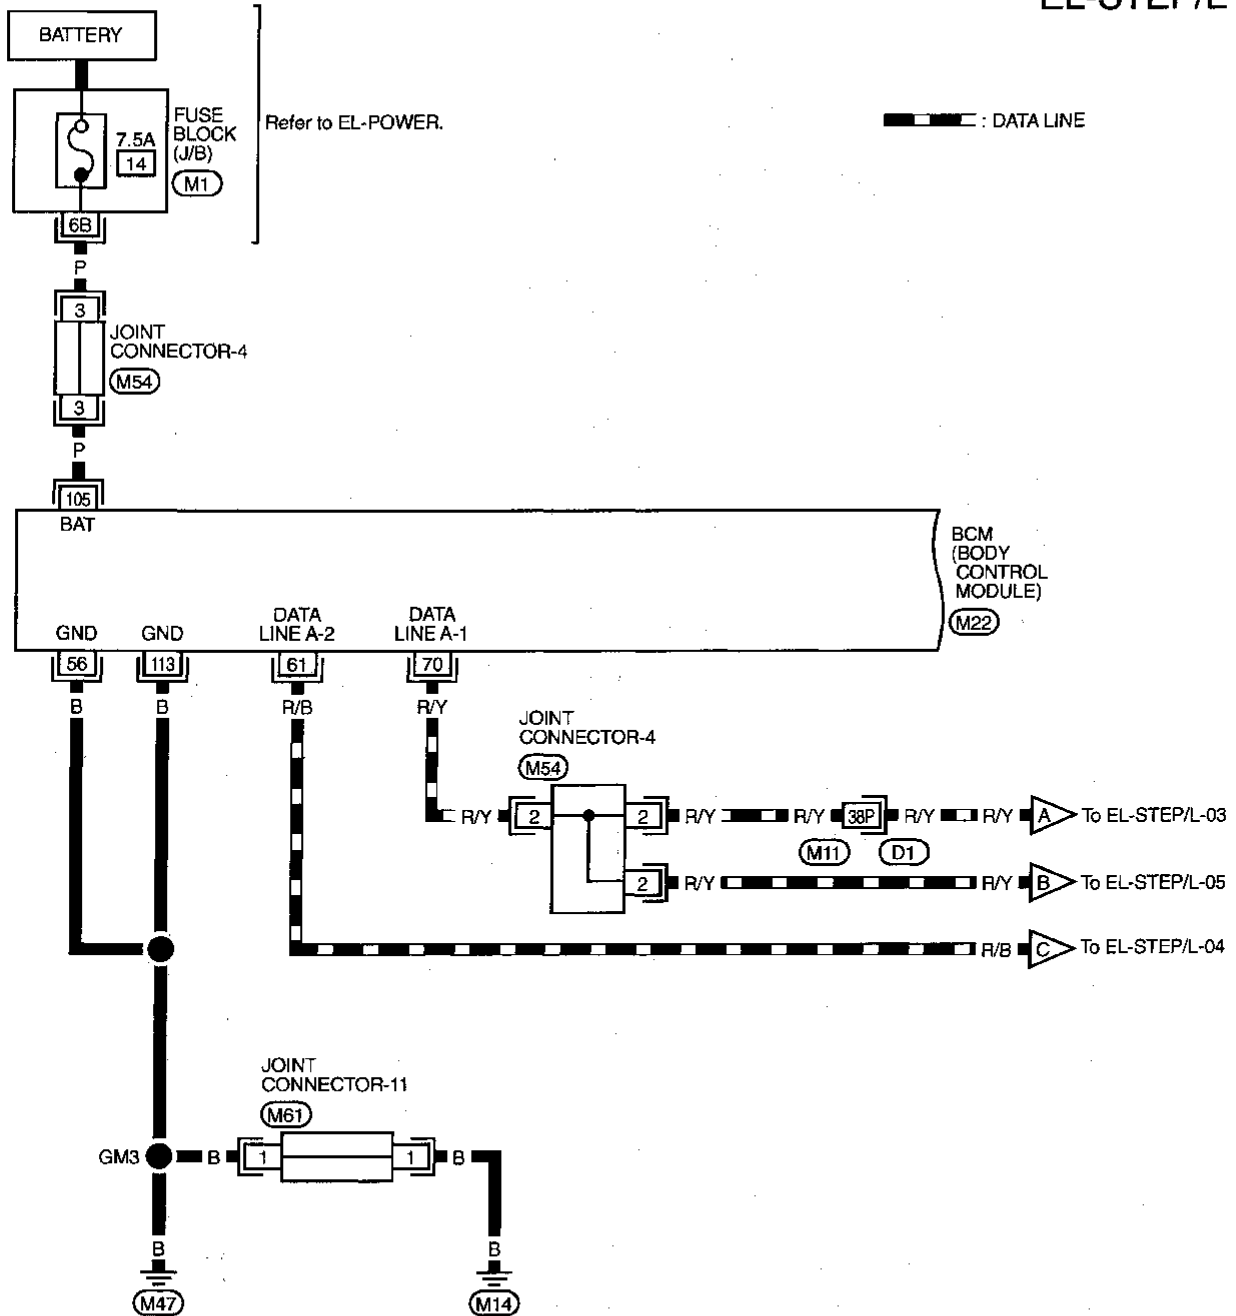 EL-STEP/L
BATTERY
FUSE
BLOCK
(J/B)
M1
7.5A
14
Refer to EL-POWER.
: DATA LINE
6B
P
3
JOINT
CONNECTOR-4
M54
3
P
105
BAT
BCM
(BODY
CONTROL
MODULE)
M22
GND
GND
DATA
LINE A-2
DATA
LINE A-1
56
113
61
70
B
B
R/B
R/Y
JOINT
CONNECTOR-4
M54
R/Y
2
2
R/Y
R/Y
38P
R/Y
R/Y
A
To EL-STEP/L-03
M11
D1
2
R/Y
R/Y
B
To EL-STEP/L-05
R/B
C
To EL-STEP/L-04
JOINT
CONNECTOR-11
M61
GM3
B
1
1
B
B
B
M47
M14